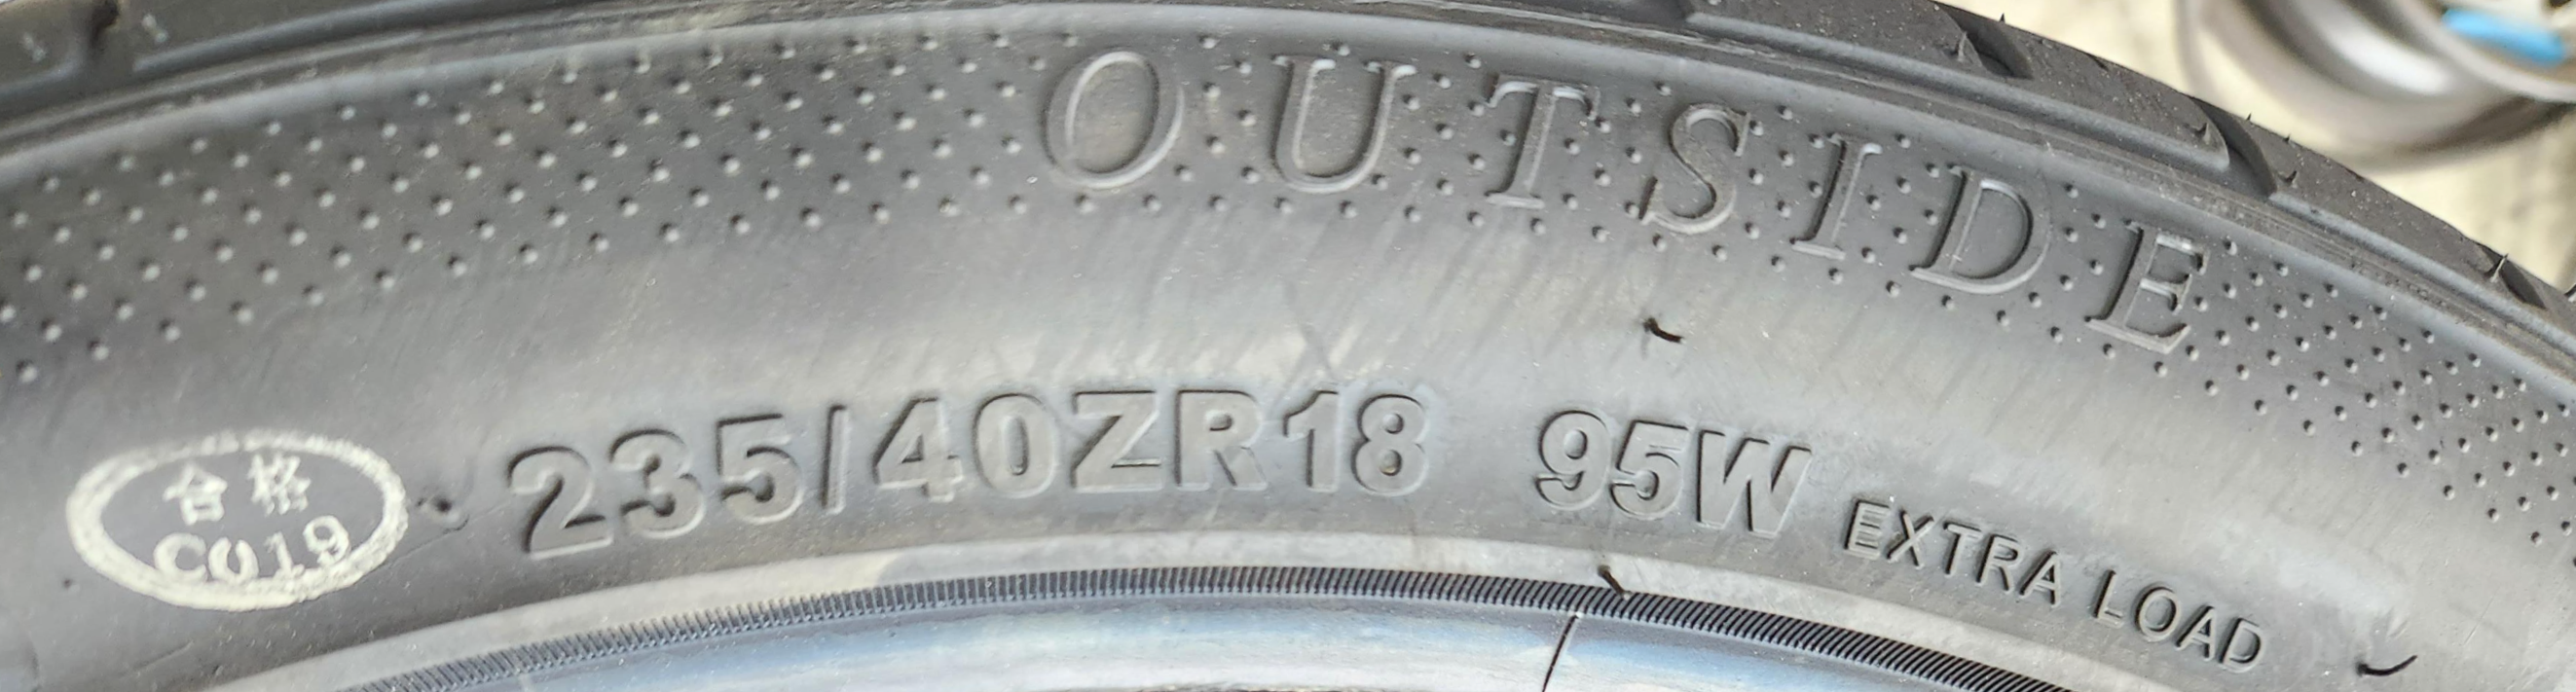 OUTSIDE
235/40ZR18 95W EXTRA LOAD
合格
C019